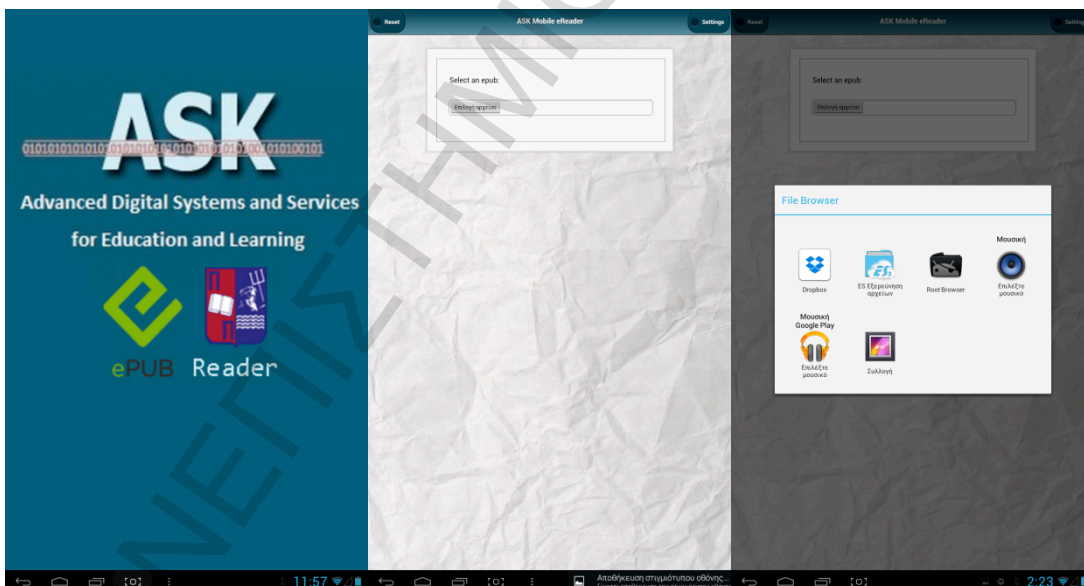 ASK
Advanced Digital Systems and Services
for Education and Learning
ePUB Reader
11:57
Reset
ASK Mobile eReader
Settings
Select an epub:
Επιλογή αρχείου
Αποθήκευση στιγμιότυπου οθόνης...
Reset
ASK Mobile eReader
Setting
Select an epub:
Επιλογή αρχείου
File Browser
Dropbox
ES Εξερεύνηση
αρχείων
Root Browser
Μουσική
Επιλέξτε
μουσικό
Μουσική
Google Play
Επιλέξτε
μουσικό
Συλλογή
2:23
ΝΕΠΙΣΤΗΜΙΟ